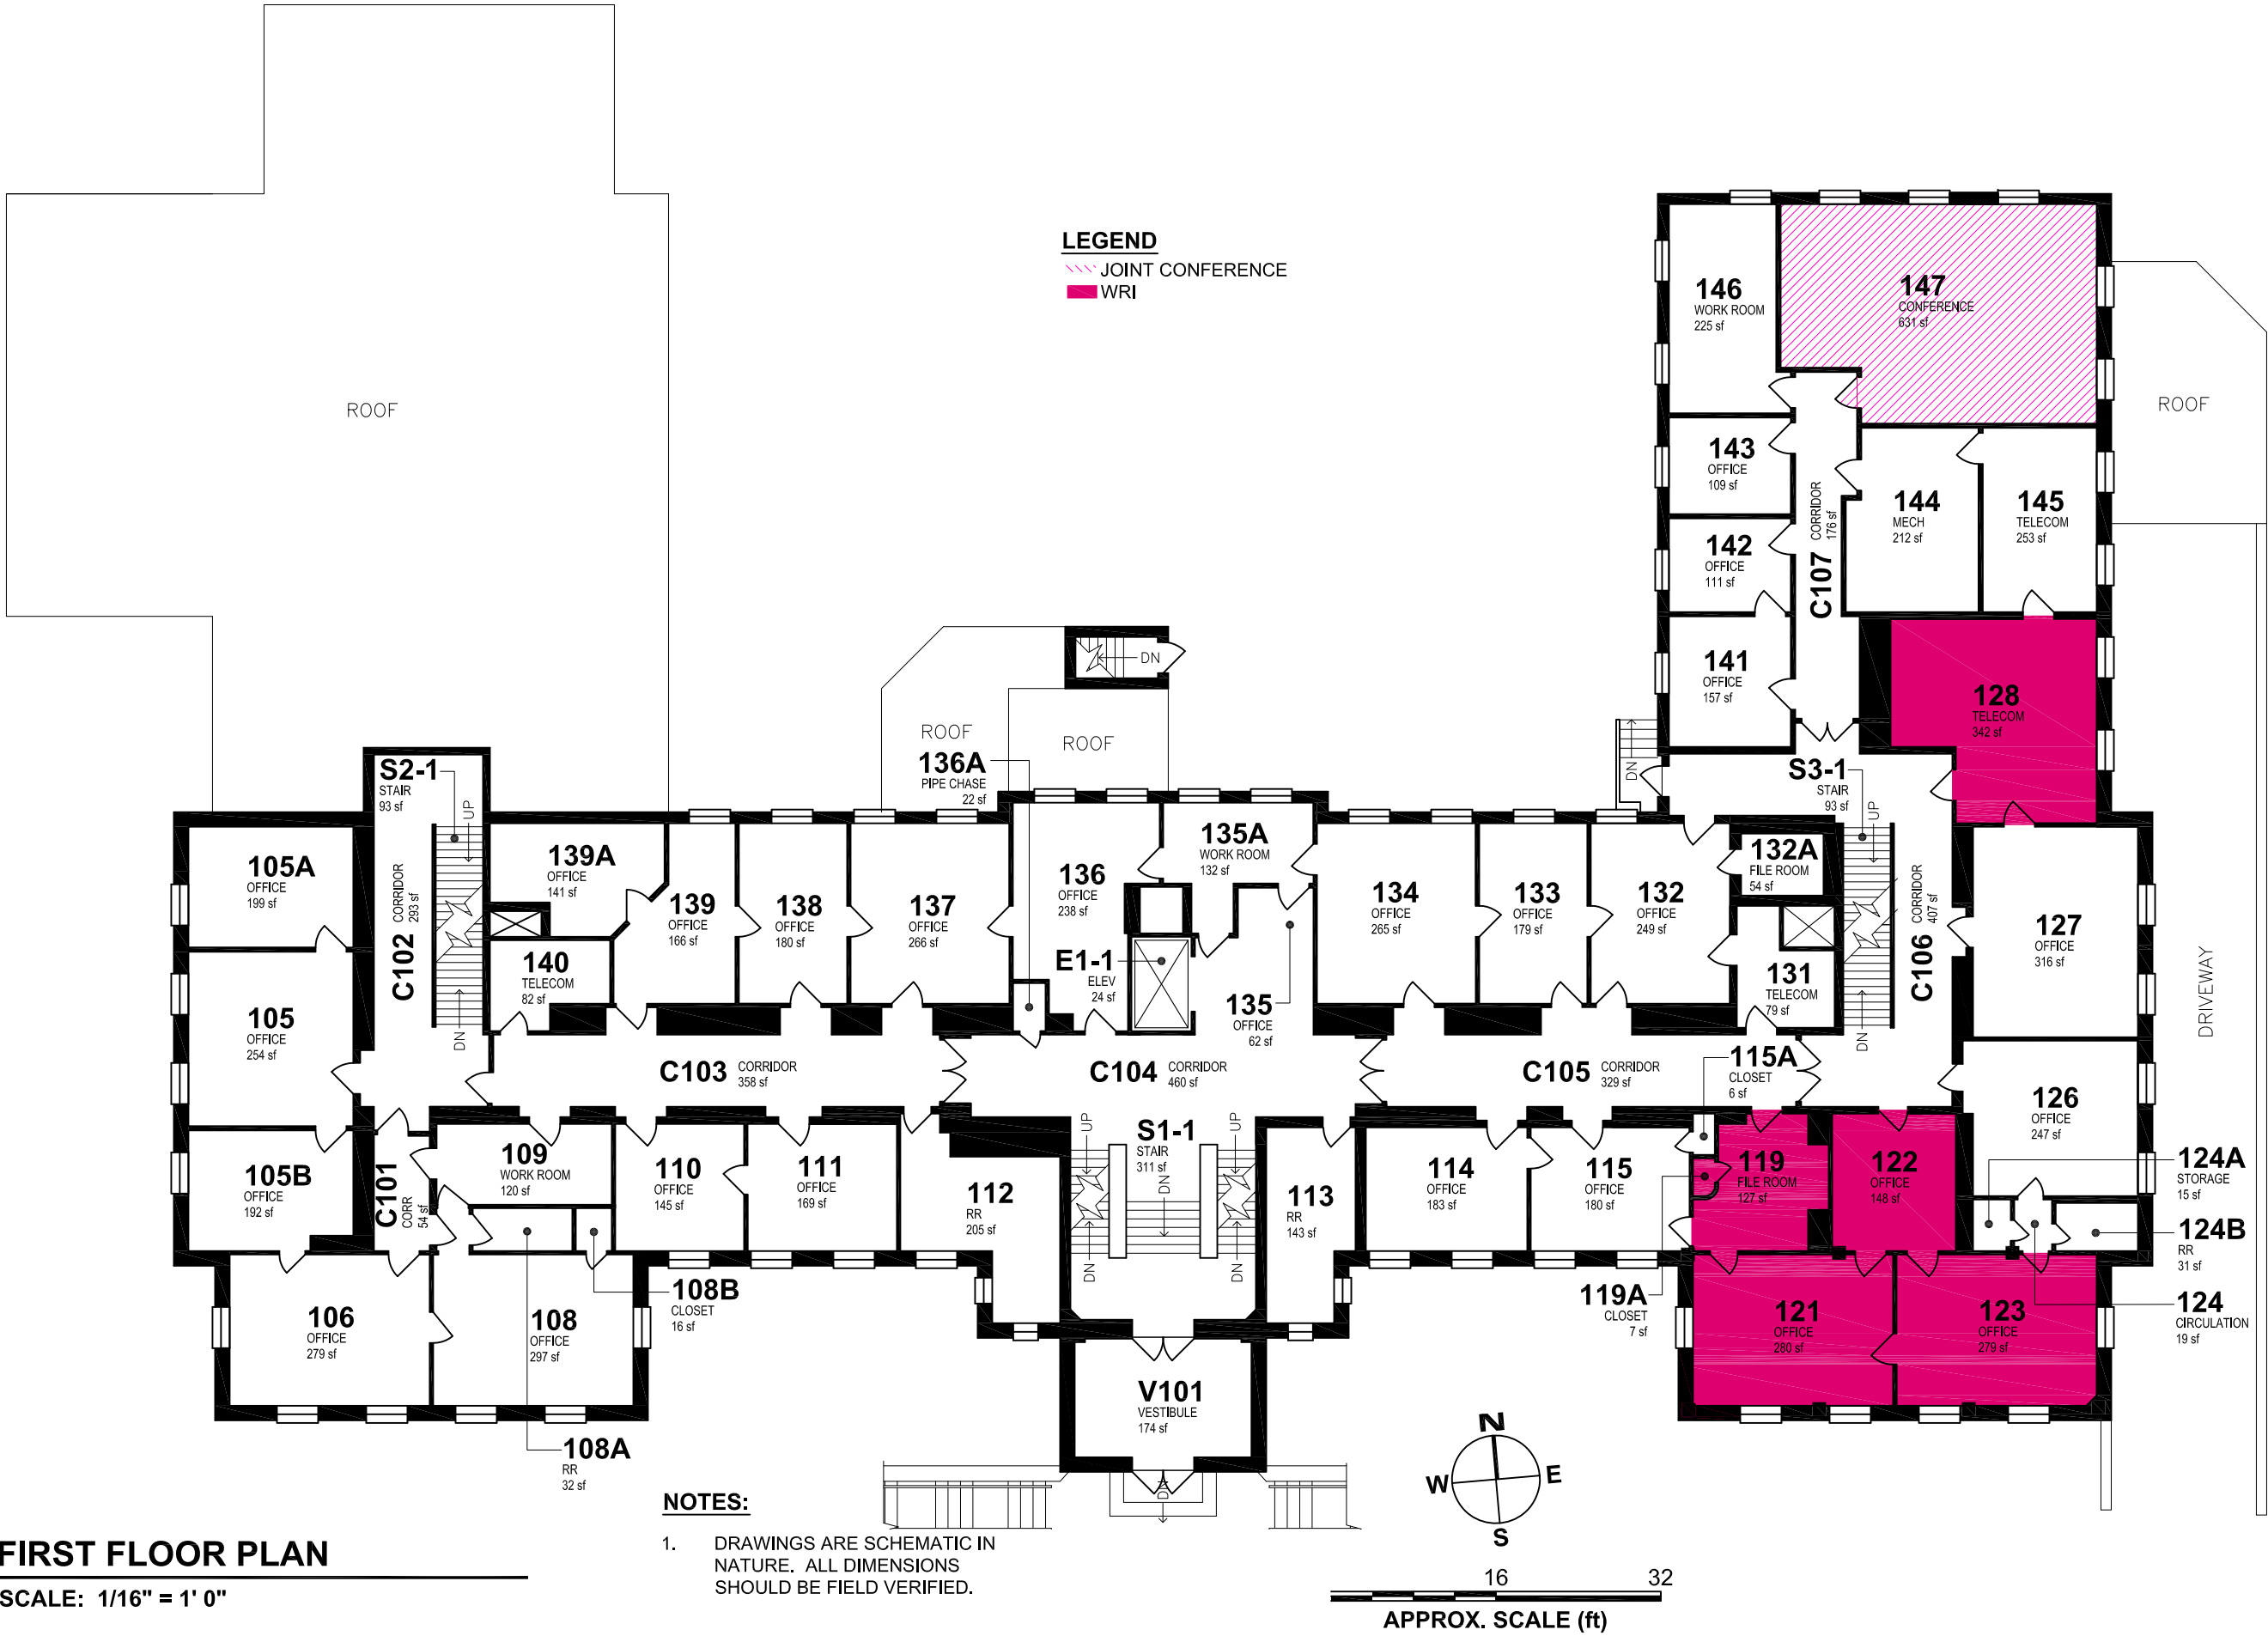 LEGEND
JOINT CONFERENCE
WRI
ROOF
ROOF
ROOF
ROOF
146
WORK ROOM
225 sf
147
CONFERENCE
631 sf
143
OFFICE
109 sf
142
OFFICE
111 sf
141
OFFICE
157 sf
C107 CORRIDOR
176 sf
144
MECH
212 sf
145
TELECOM
253 sf
128
TELECOM
342 sf
DN
DN
136A
PIPE CHASE
22 sf
S2-1
STAIR
93 sf
UP
DN
S3-1
STAIR
93 sf
UP
DN
105A
OFFICE
199 sf
C102 CORRIDOR
293 sf
139A
OFFICE
141 sf
139
OFFICE
166 sf
138
OFFICE
180 sf
137
OFFICE
266 sf
136
OFFICE
238 sf
135A
WORK ROOM
132 sf
134
OFFICE
265 sf
133
OFFICE
179 sf
132
OFFICE
249 sf
132A
FILE ROOM
54 sf
C106 CORRIDOR
407 sf
127
OFFICE
316 sf
DRIVEWAY
105
OFFICE
254 sf
140
TELECOM
82 sf
E1-1
ELEV
24 sf
135
OFFICE
62 sf
131
TELECOM
79 sf
C103 CORRIDOR
358 sf
C104 CORRIDOR
460 sf
C105 CORRIDOR
329 sf
115A
CLOSET
6 sf
126
OFFICE
247 sf
105B
OFFICE
192 sf
C101
CORR
54 sf
109
WORK ROOM
120 sf
110
OFFICE
145 sf
111
OFFICE
169 sf
112
RR
205 sf
UP
S1-1
STAIR
311 sf
DN
UP
DN
DN
113
RR
143 sf
114
OFFICE
183 sf
115
OFFICE
180 sf
119
FILE ROOM
127 sf
122
OFFICE
148 sf
124A
STORAGE
15 sf
124B
RR
31 sf
124
CIRCULATION
19 sf
106
OFFICE
279 sf
108
OFFICE
297 sf
108B
CLOSET
16 sf
119A
CLOSET
7 sf
121
OFFICE
280 sf
123
OFFICE
279 sf
V101
VESTIBULE
174 sf
DN
108A
RR
32 sf
N
W E
S
NOTES:
1. DRAWINGS ARE SCHEMATIC IN
NATURE. ALL DIMENSIONS
SHOULD BE FIELD VERIFIED.
FIRST FLOOR PLAN
SCALE: 1/16" = 1' 0"
16 32
APPROX. SCALE (ft)